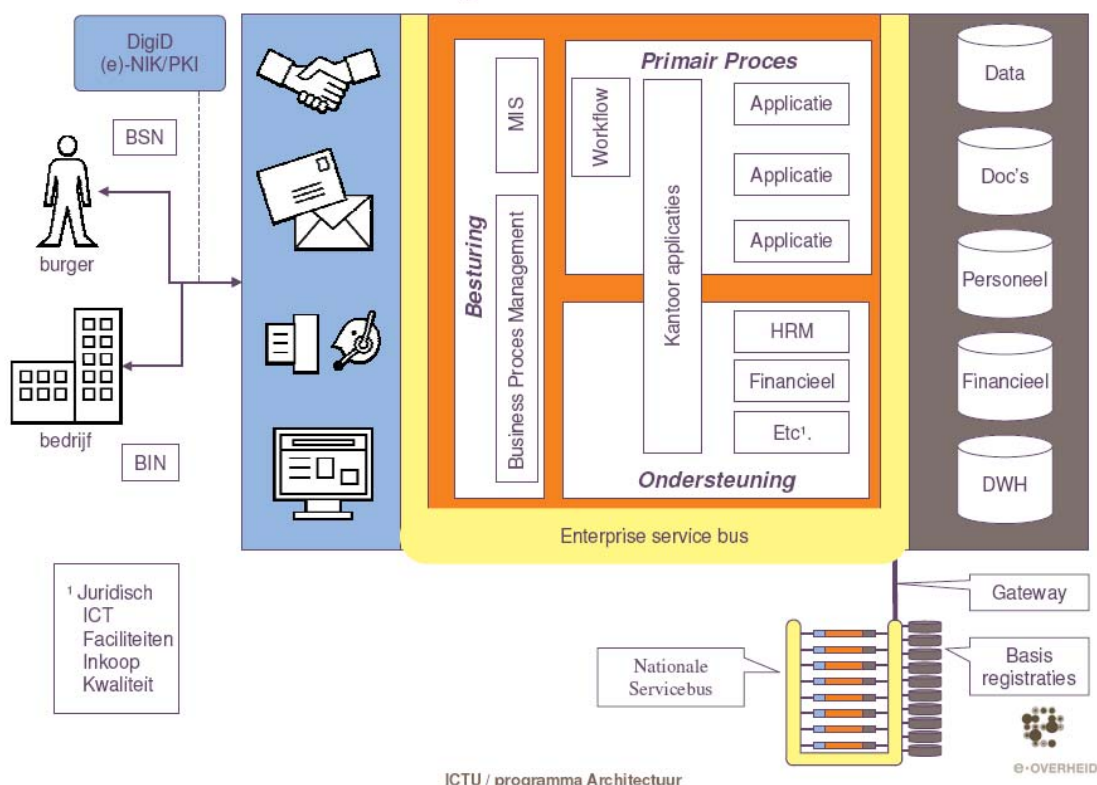 DigiD
(e)-NIK/PKI
BSN
burger
bedrijf
BIN
Besturing
MIS
Business Proces Management
Primair Proces
Workflow
Kantoor applicaties
Applicatie
Applicatie
Applicatie
HRM
Financieel
Etc¹.
Ondersteuning
Enterprise service bus
Data
Doc's
Personeel
Financieel
DWH
¹ Juridisch
ICT
Faciliteiten
Inkoop
Kwaliteit
Gateway
Nationale
Servicebus
Basis
registraties
e-OVERHEID
ICTU / programma Architectuur